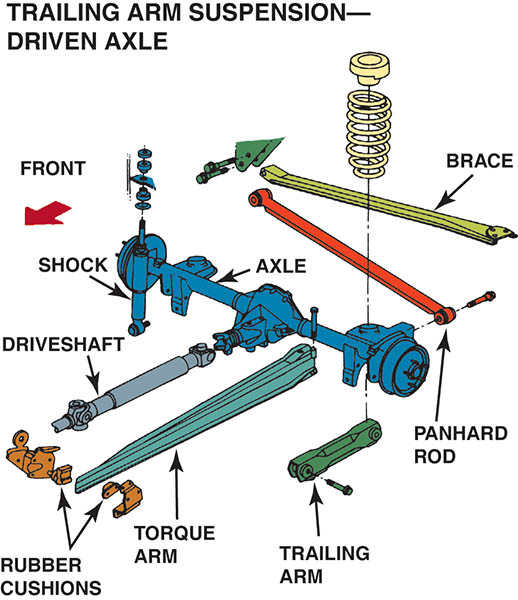 TRAILING ARM SUSPENSION—
DRIVEN AXLE
FRONT
BRACE
SHOCK
AXLE
DRIVESHAFT
PANHARD
ROD
TORQUE
ARM
TRAILING
ARM
RUBBER
CUSHIONS